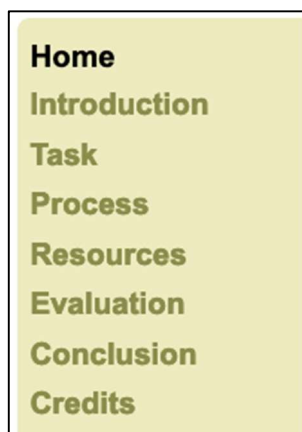 Home
Introduction
Task
Process
Resources
Evaluation
Conclusion
Credits